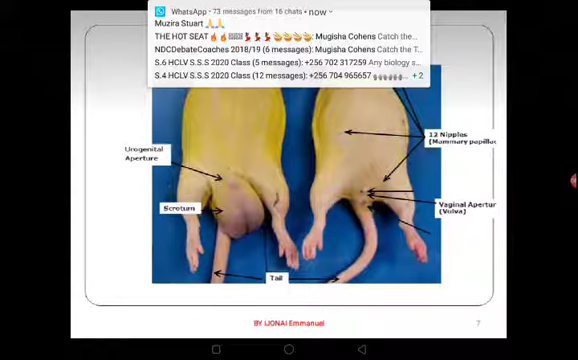 WhatsApp • 73 messages from 16 chats • now
Muzira Stuart 🙏🙏
THE HOT SEAT 🔥🔥 Mugisha Cohens Catch the...
NDCDebateCoaches 2018/19 (6 messages): Mugisha Cohens Catch the T...
S.6 HCLV S.S.S 2020 Class (5 messages): +256 702 317259 Any biology s...
S.4 HCLV S.S.S 2020 Class (12 messages): +256 704 965657
+ 2
12 Nipples
(Mammary papillac
Urogenital
Aperture
Scrotum
Vaginal Apertur
(Vulva)
Tail
BY IJONAI Emmanuel
7